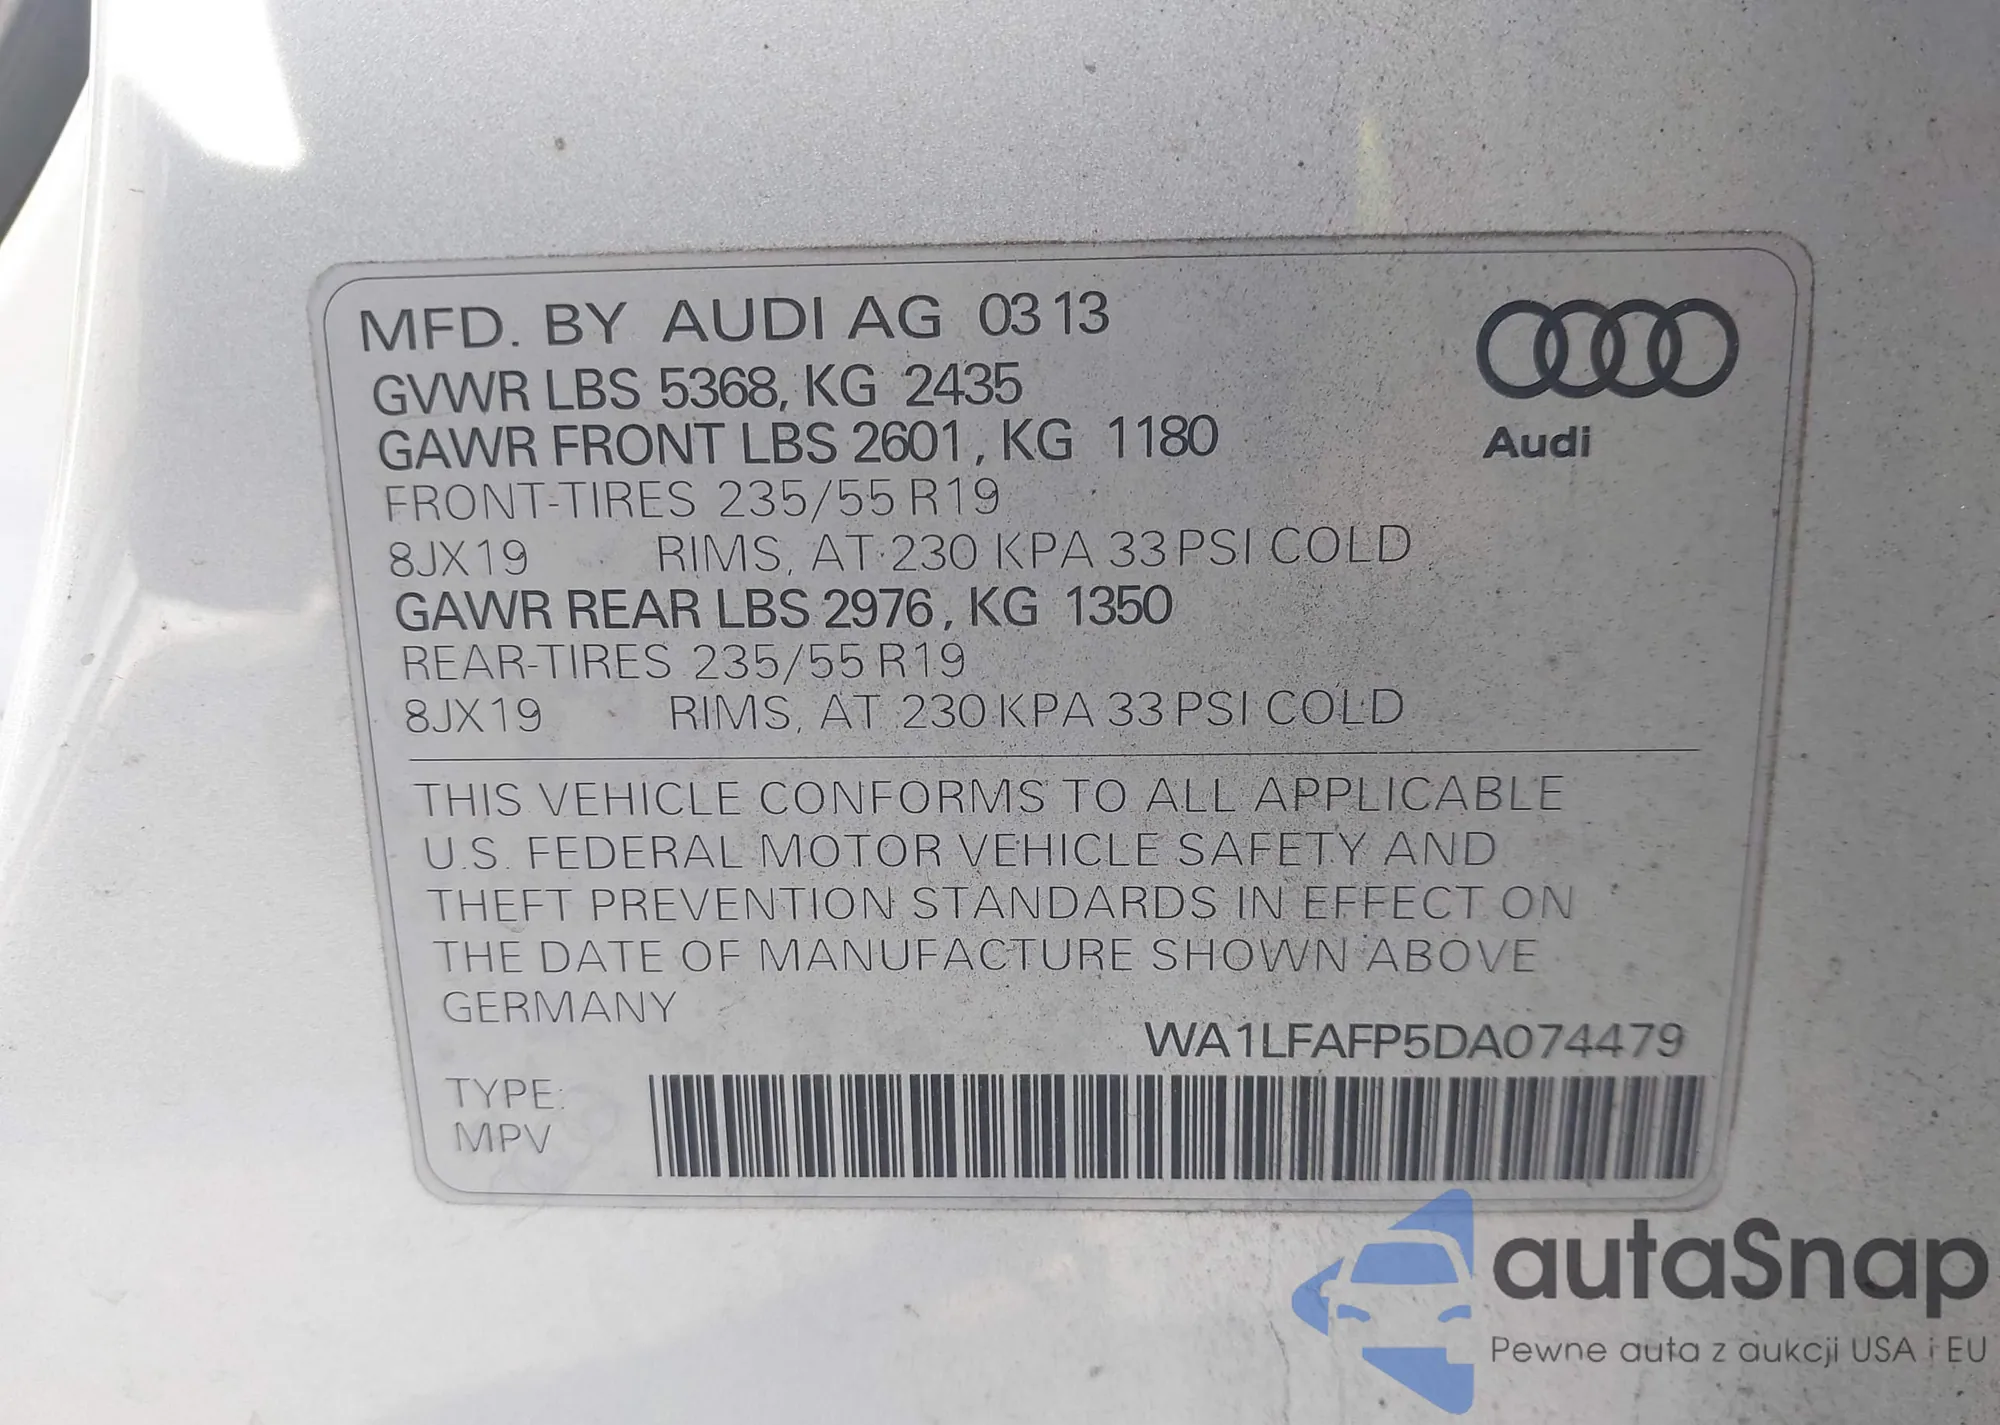 MFD. BY AUDI AG 03 13
GVWR LBS 5368, KG 2435
GAWR FRONT LBS 2601, KG 1180
FRONT-TIRES 235/55 R19
8JX19 RIMS, AT 230 KPA 33 PSI COLD
GAWR REAR LBS 2976, KG 1350
REAR-TIRES 235/55 R19
8JX19 RIMS, AT 230 KPA 33 PSI COLD
Audi
THIS VEHICLE CONFORMS TO ALL APPLICABLE
U.S. FEDERAL MOTOR VEHICLE SAFETY AND
THEFT PREVENTION STANDARDS IN EFFECT ON
THE DATE OF MANUFACTURE SHOWN ABOVE
GERMANY
WA1LFAFP5DA074479
TYPE:
MPV
autaSnap
Pewne auta z aukcji USA i EU